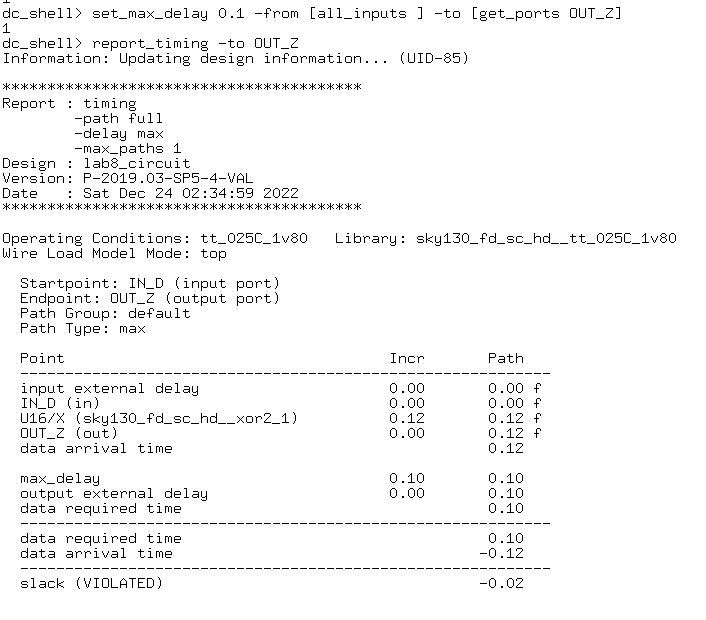 1
dc_shell> set_max_delay 0.1 -from [all_inputs ] -to [get_ports OUT_Z]
1
dc_shell> report_timing -to OUT_Z
Information: Updating design information... (UID-85)
****************************************
Report : timing
        -path full
        -delay max
        -max_paths 1
Design : lab8_circuit
Version: P-2019.03-SP5-4-VAL
Date   : Sat Dec 24 02:34:59 2022
****************************************
Operating Conditions: tt_025C_1v80   Library: sky130_fd_sc_hd__tt_025C_1v80
Wire Load Model Mode: top
  Startpoint: IN_D (input port)
  Endpoint: OUT_Z (output port)
  Path Group: default
  Path Type: max
  Point                                    Incr       Path
  -----------------------------------------------------------
  input external delay                     0.00       0.00 f
  IN_D (in)                                0.00       0.00 f
  U16/X (sky130_fd_sc_hd__xor2_1)          0.12       0.12 f
  OUT_Z (out)                              0.00       0.12 f
  data arrival time                                   0.12
  max_delay                                0.10       0.10
  output external delay                    0.00       0.10
  data required time                                  0.10
  -----------------------------------------------------------
  data required time                                  0.10
  data arrival time                                  -0.12
  -----------------------------------------------------------
  slack (VIOLATED)                                   -0.02